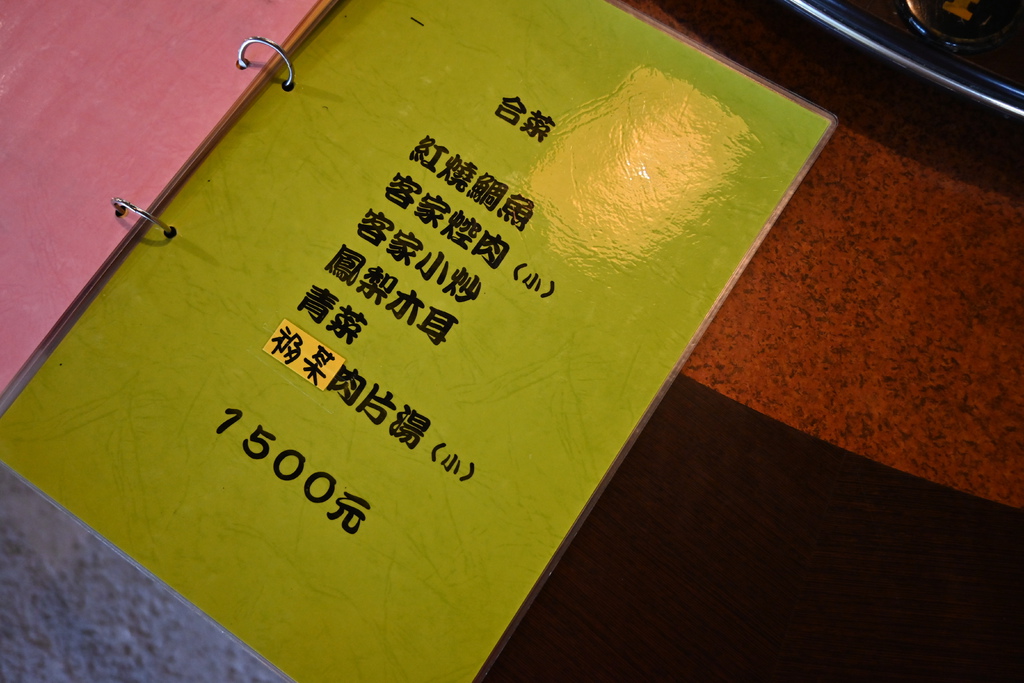 合菜
紅燒鯛魚
客家焢肉(小)
客家小炒
鳳梨木耳
青菜
福菜肉片湯(小)
1500元